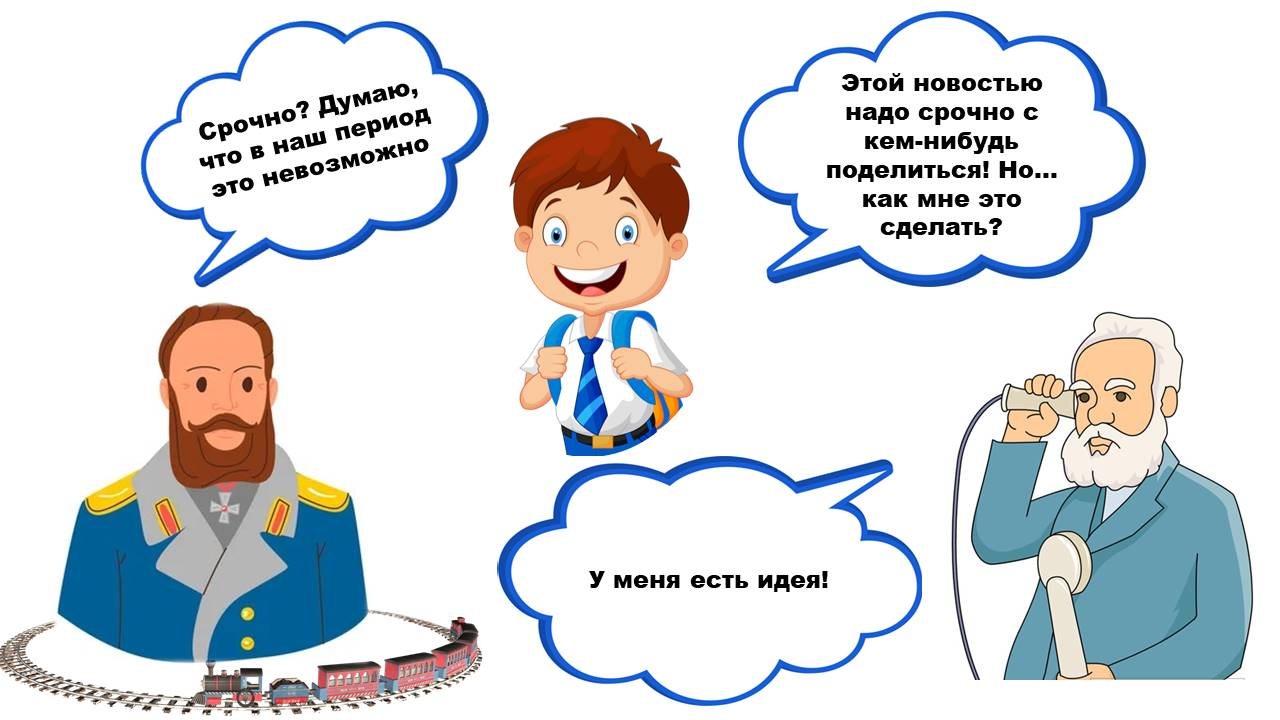 Срочно? Думаю,
что в наш период
это невозможно
Этой новостью
надо срочно с
кем-нибудь
поделиться! Но...
как мне это
сделать?
У меня есть идея!